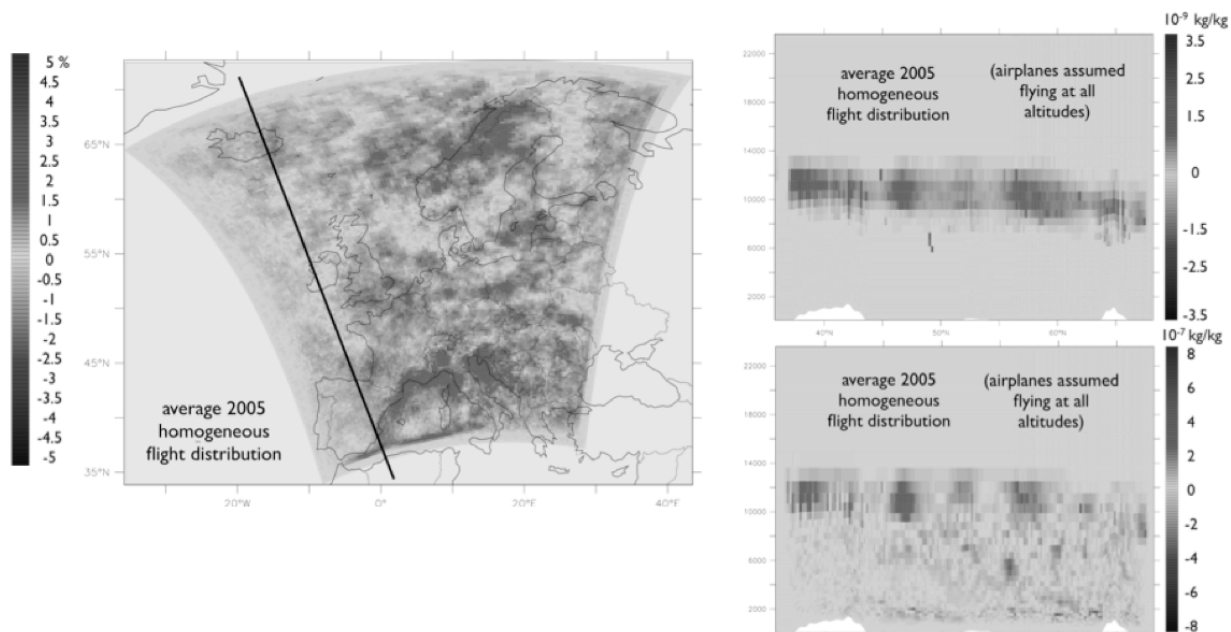 5 %
4.5
4
3.5
3
2.5
2
1.5
1
0.5
0
-0.5
-1
-1.5
-2
-2.5
-3
-3.5
-4
-4.5
-5
65°N
55°N
45°N
35°N
20°W
0°
20°E
40°E
average 2005
homogeneous
flight distribution
10-9 kg/kg
22000
18000
14000
10000
6000
2000
40°N
50°N
60°N
average 2005
homogeneous
flight distribution
(airplanes assumed
flying at all
altitudes)
3.5
2.5
1.5
0
-1.5
-2.5
-3.5
10-7 kg/kg
22000
18000
14000
10000
6000
2000
average 2005
homogeneous
flight distribution
(airplanes assumed
flying at all
altitudes)
8
6
4
2
0
-2
-4
-6
-8